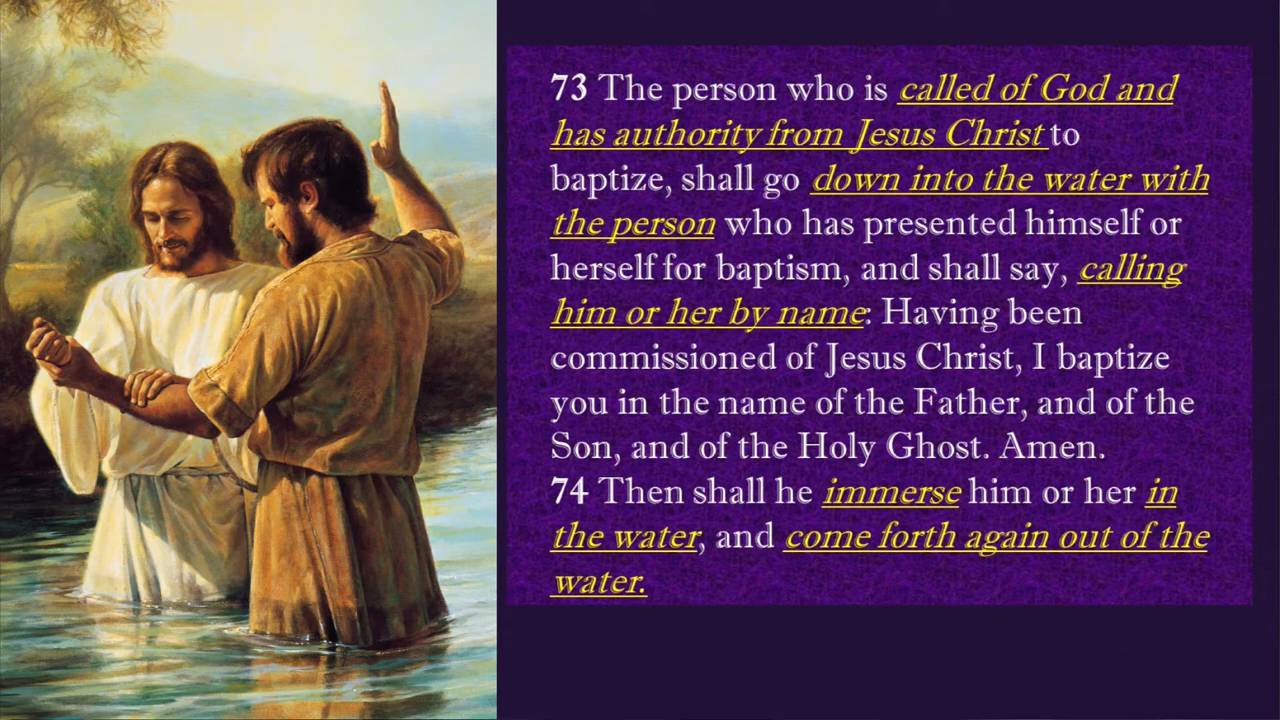 73 The person who is called of God and
has authority from Jesus Christ to
baptize, shall go down into the water with
the person who has presented himself or
herself for baptism, and shall say, calling
him or her by name: Having been
commissioned of Jesus Christ, I baptize
you in the name of the Father, and of the
Son, and of the Holy Ghost. Amen.
74 Then shall he immerse him or her in
the water, and come forth again out of the
water.